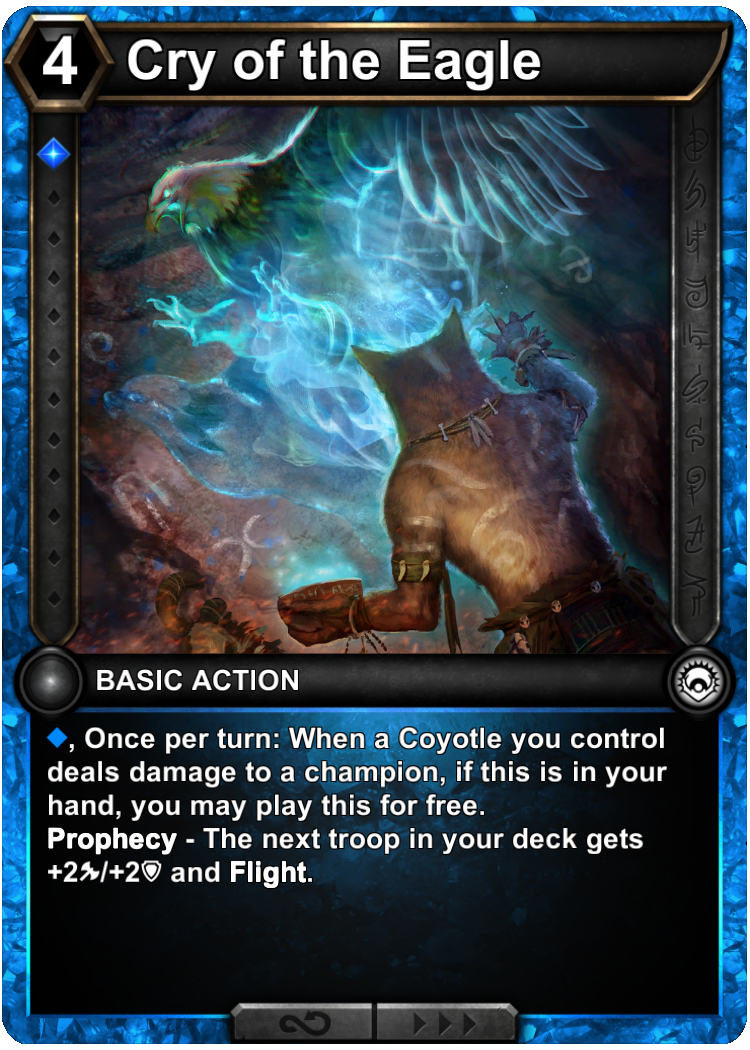 4
Cry of the Eagle
BASIC ACTION
, Once per turn: When a Coyotle you control
deals damage to a champion, if this is in your
hand, you may play this for free.
Prophecy - The next troop in your deck gets
+2/+2 and Flight.